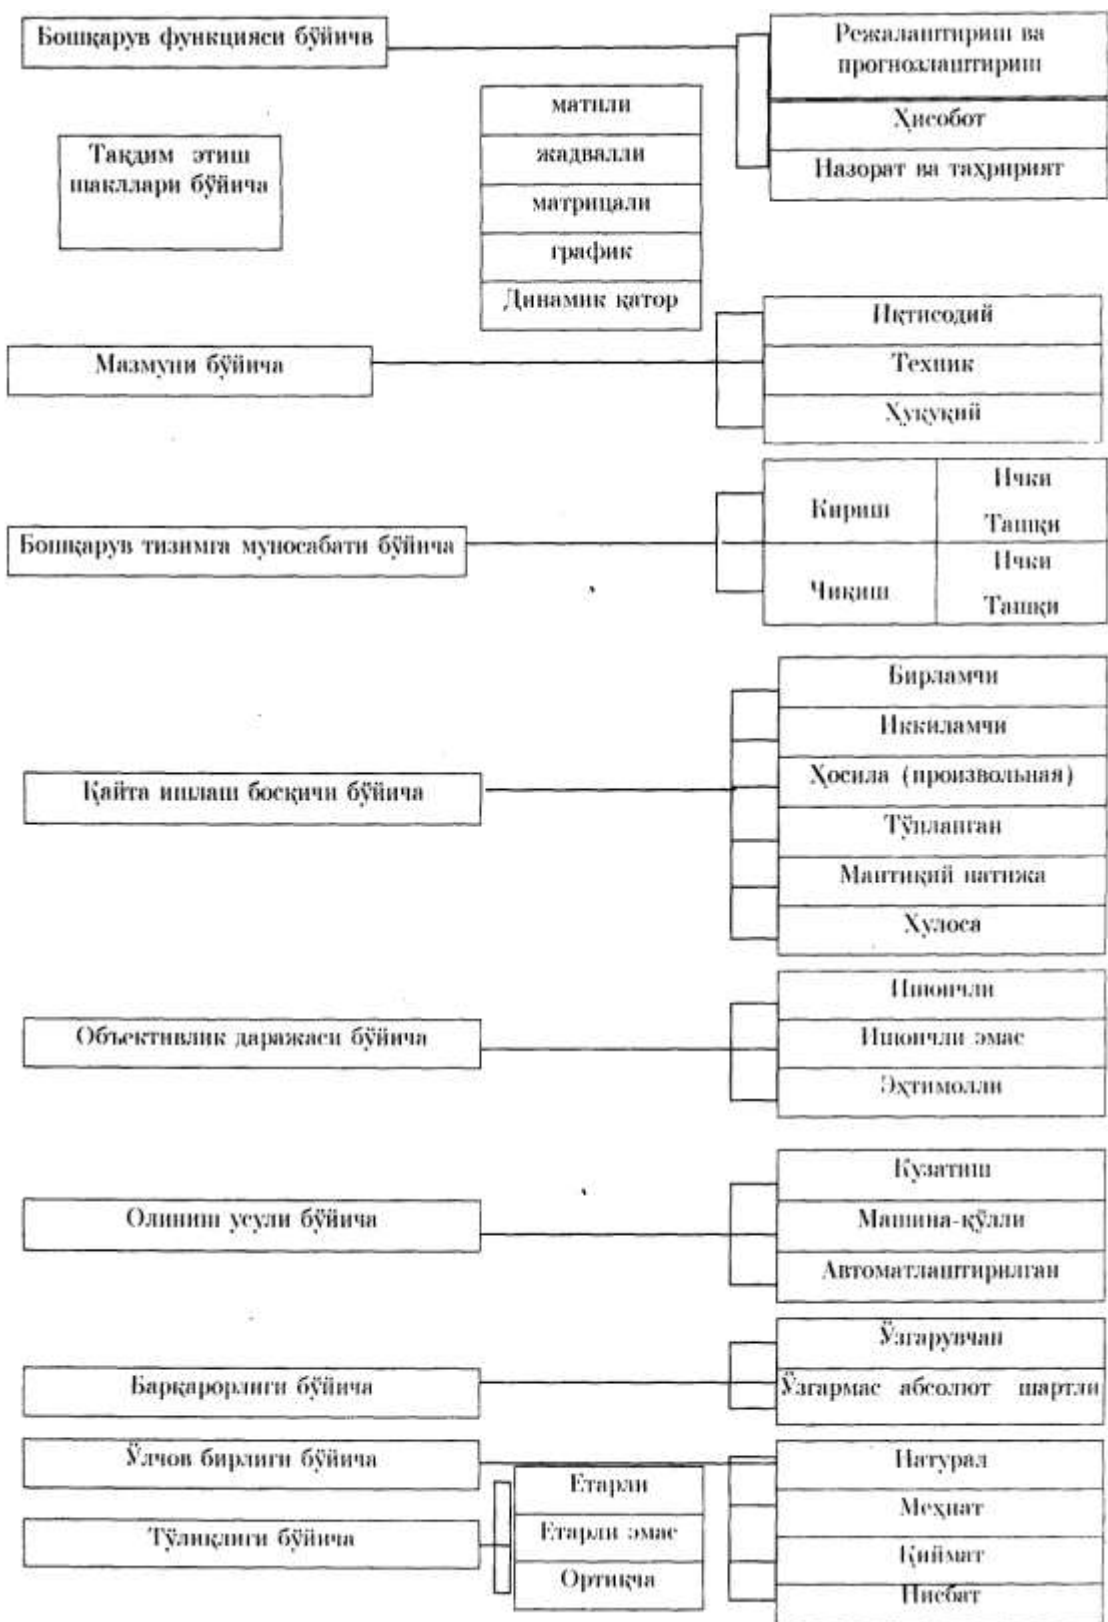 Бошқарув функцияси бўйичв
Режалаштириш ва
прогнозлаштириш
Ҳисобот
Назорат ва таҳририят
Тақдим этиш
шакллари бўйича
матнли
жадвалли
матрицали
график
Динамик қатор
Мазмуни бўйича
Иқтисодий
Техник
Ҳуқуқий
Бошқарув тизимга муносабати бўйича
Кириш
Ички
Ташқи
Чиқиш
Ички
Ташқи
Қайта ишлаш босқичи бўйича
Бирламчи
Иккиламчи
Ҳосила (произвольная)
Тўпланган
Мантиқий натижа
Хулоса
Объективлик даражаси бўйича
Ишончли
Ишончли эмас
Эҳтимолли
Олиниш усули бўйича
Кузатиш
Машина-қўлли
Автоматлаштирилган
Барқарорлиги бўйича
Ўзгарувчан
Ўзгармас абсолют шартли
Ўлчов бирлиги бўйича
Натурал
Меҳнат
Қиймат
Нисбат
Тўлиқлиги бўйича
Етарли
Етарли эмас
Ортиқча